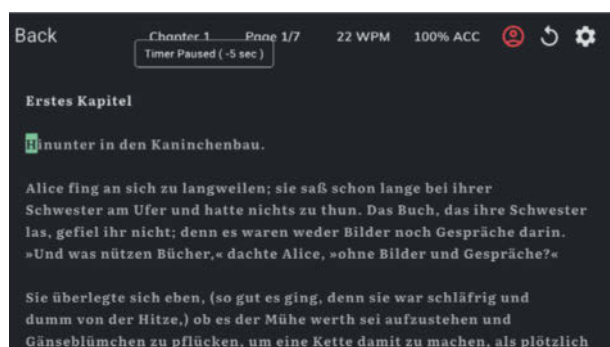 Back Chapter 1 Page 1/7 22 WPM 100% ACC
Timer Paused ( -5 sec )
Erstes Kapitel
Hinunter in den Kaninchenbau.
Alice fing an sich zu langweilen; sie saß schon lange bei ihrer
Schwester am Ufer und hatte nichts zu thun. Das Buch, das ihre Schwester
las, gefiel ihr nicht; denn es waren weder Bilder noch Gespräche darin.
»Und was nützen Bücher,« dachte Alice, »ohne Bilder und Gespräche?«
Sie überlegte sich eben, (so gut es ging, denn sie war schläfrig und
dumm von der Hitze,) ob es der Mühe werth sei aufzustehen und
Gänseblümchen zu pflücken, um eine Kette damit zu machen, als plötzlich